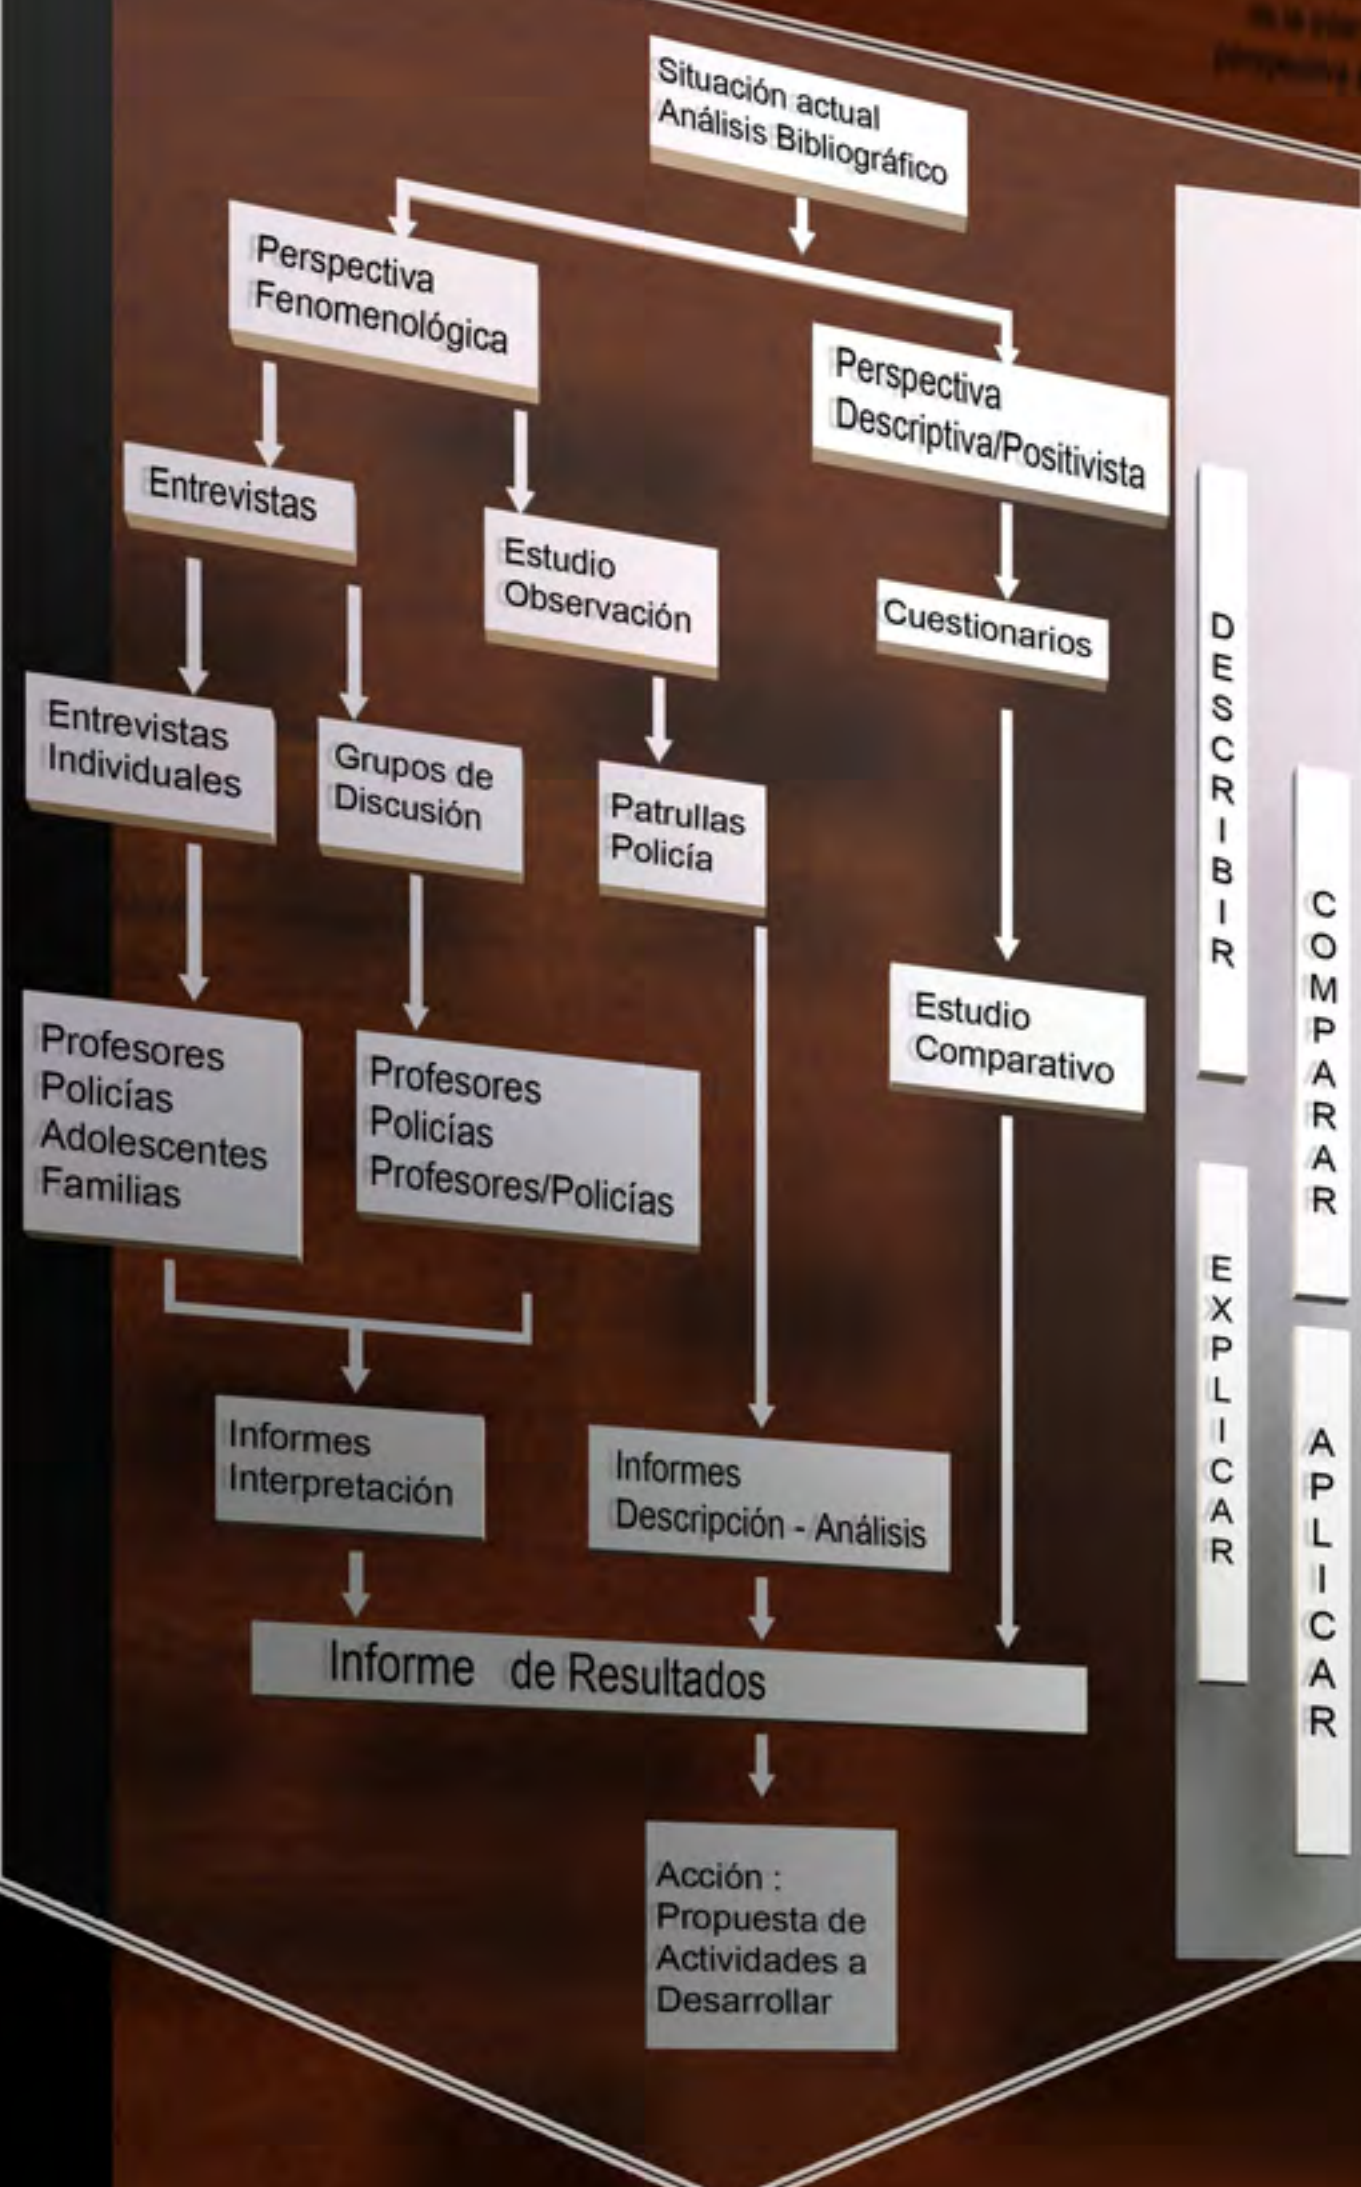 Situación actual
Análisis Bibliográfico
Perspectiva
Fenomenológica
Perspectiva
Descriptiva/Positivista
Entrevistas
Estudio
Observación
Cuestionarios
Entrevistas
Individuales
Grupos de
Discusión
Patrullas
Policía
Estudio
Comparativo
Profesores
Policías
Adolescentes
Familias
Profesores
Policías
Profesores/Policías
Informes
Interpretación
Informes
Descripción - Análisis
Informe de Resultados
Acción :
Propuesta de
Actividades a
Desarrollar
DESCRIBIR
COMPARAR
EXPLICAR
APLICAR